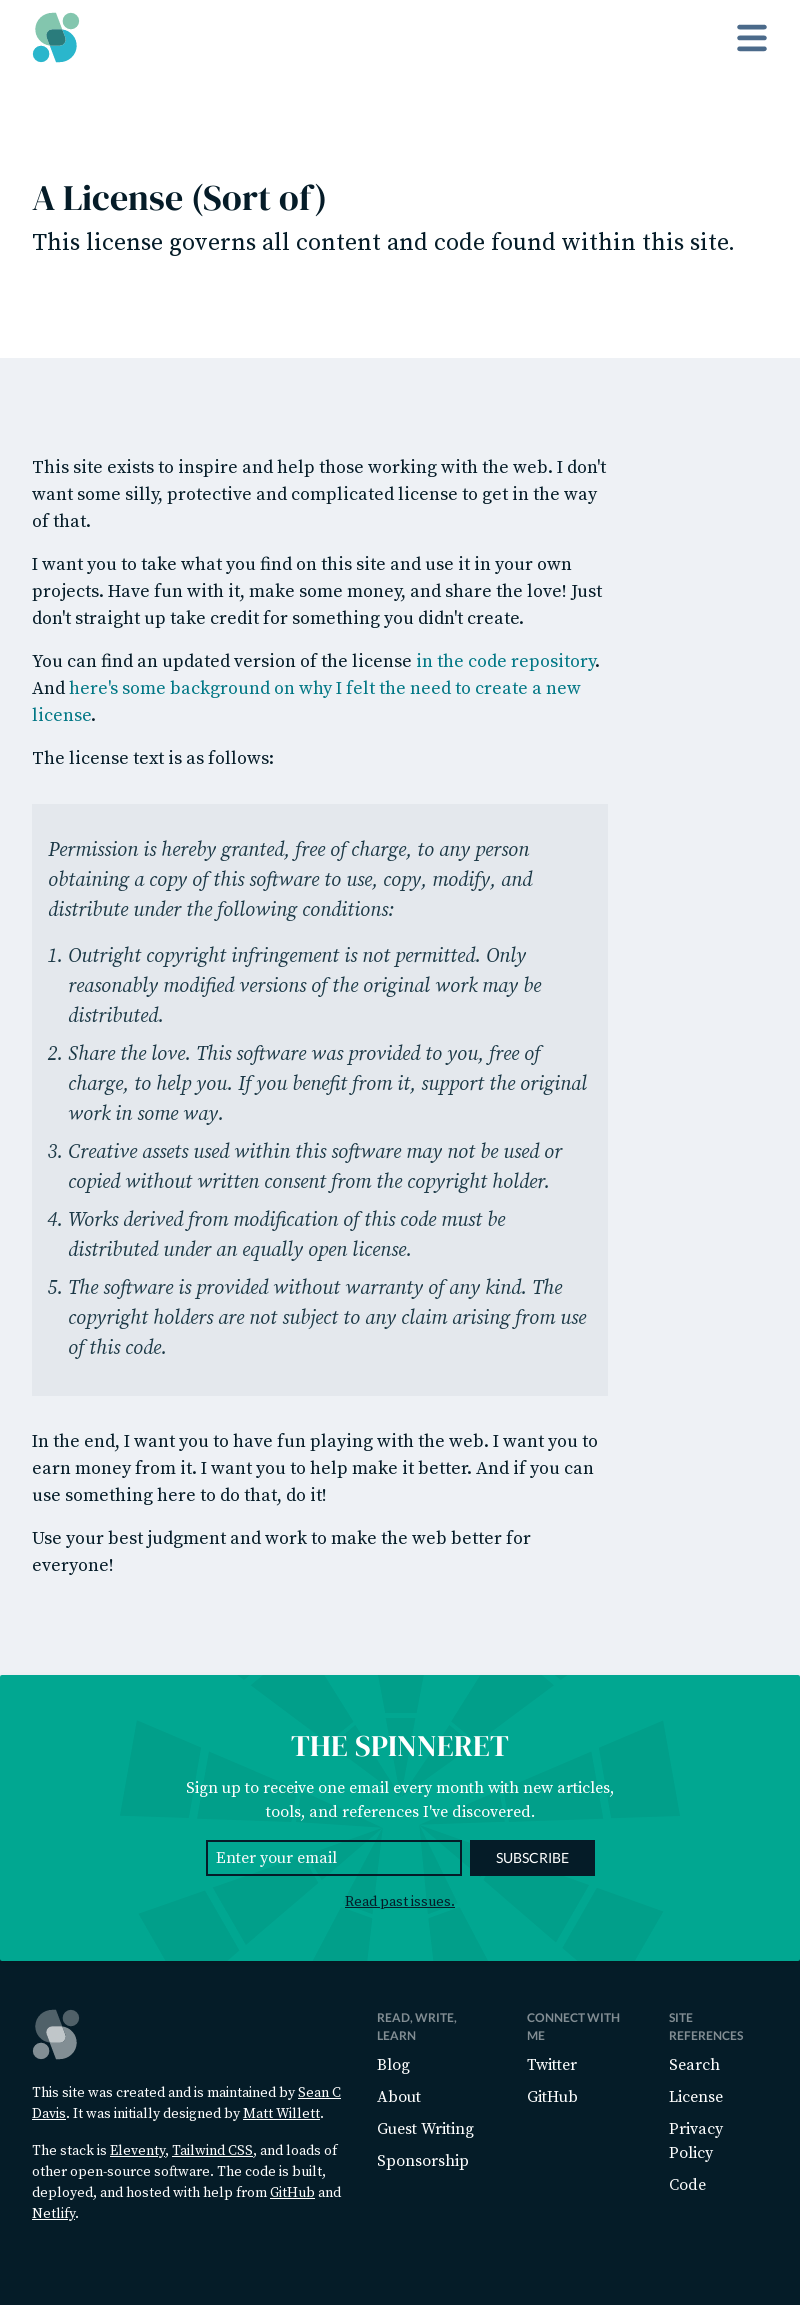 A License (Sort of)
This license governs all content and code found within this site.
This site exists to inspire and help those working with the web. I don't
want some silly, protective and complicated license to get in the way
of that.
I want you to take what you find on this site and use it in your own
projects. Have fun with it, make some money, and share the love! Just
don't straight up take credit for something you didn't create.
You can find an updated version of the license in the code repository.
And here's some background on why I felt the need to create a new
license.
The license text is as follows:
Permission is hereby granted, free of charge, to any person
obtaining a copy of this software to use, copy, modify, and
distribute under the following conditions:
1. Outright copyright infringement is not permitted. Only
reasonably modified versions of the original work may be
distributed.
2. Share the love. This software was provided to you, free of
charge, to help you. If you benefit from it, support the original
work in some way.
3. Creative assets used within this software may not be used or
copied without written consent from the copyright holder.
4. Works derived from modification of this code must be
distributed under an equally open license.
5. The software is provided without warranty of any kind. The
copyright holders are not subject to any claim arising from use
of this code.
In the end, I want you to have fun playing with the web. I want you to
earn money from it. I want you to help make it better. And if you can
use something here to do that, do it!
Use your best judgment and work to make the web better for
everyone!
THE SPINNERET
Sign up to receive one email every month with new articles,
tools, and references I've discovered.
Enter your email
SUBSCRIBE
Read past issues.
This site was created and is maintained by Sean C
Davis. It was initially designed by Matt Willett.
The stack is Eleventy, Tailwind CSS, and loads of
other open-source software. The code is built,
deployed, and hosted with help from GitHub and
Netlify.
READ, WRITE,
LEARN
Blog
About
Guest Writing
Sponsorship
CONNECT WITH
ME
Twitter
GitHub
SITE
REFERENCES
Search
License
Privacy
Policy
Code